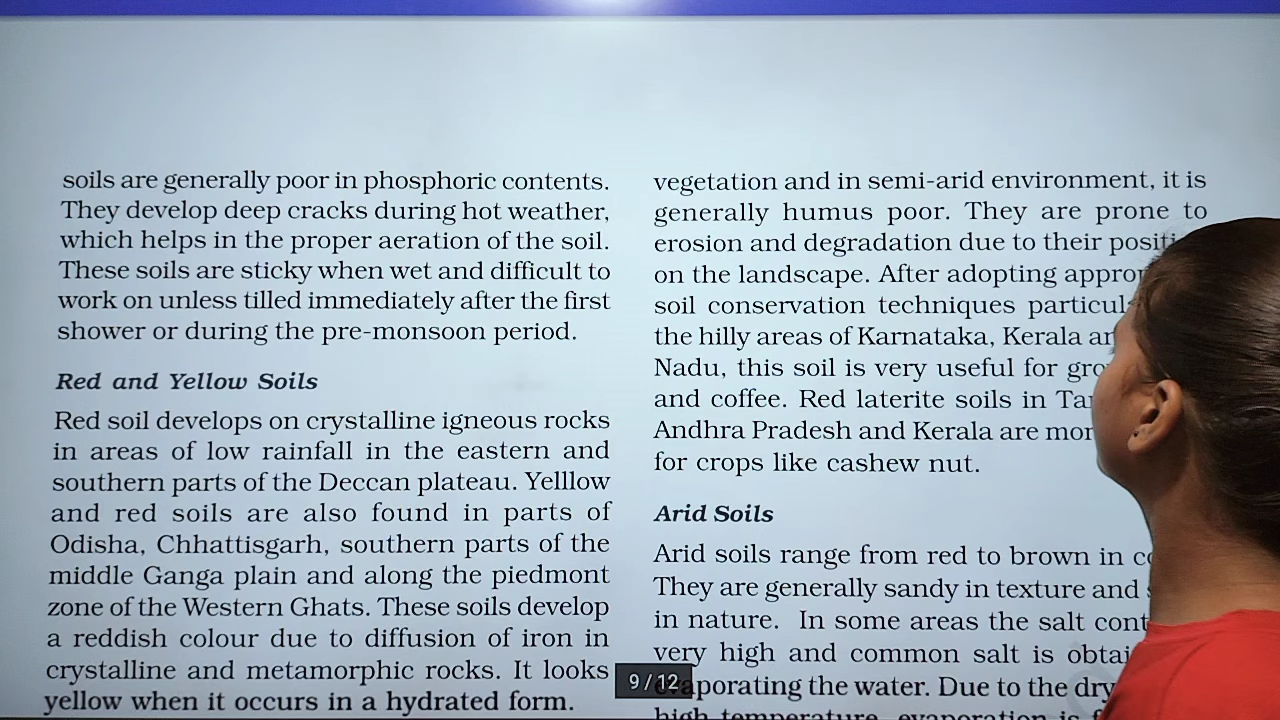 soils are generally poor in phosphoric contents.
They develop deep cracks during hot weather,
which helps in the proper aeration of the soil.
These soils are sticky when wet and difficult to
work on unless tilled immediately after the first
shower or during the pre-monsoon period.
Red and Yellow Soils
Red soil develops on crystalline igneous rocks
in areas of low rainfall in the eastern and
southern parts of the Deccan plateau. Yelllow
and red soils are also found in parts of
Odisha, Chhattisgarh, southern parts of the
middle Ganga plain and along the piedmont
zone of the Western Ghats. These soils develop
a reddish colour due to diffusion of iron in
crystalline and metamorphic rocks. It looks
yellow when it occurs in a hydrated form.
vegetation and in semi-arid environment, it is
generally humus poor. They are prone to
erosion and degradation due to their
on the landscape. After adopting
soil conservation techniques
the hilly areas of Karnataka, Kerala
Nadu, this soil is very useful for
and coffee. Red laterite soils in
Andhra Pradesh and Kerala are
for crops like cashew nut.
Arid Soils
Arid soils range from red to brown in
They are generally sandy in texture and
in nature. In some areas the salt
very high and common salt is
evaporating the water. Due to the dry
high temperature, evaporation is
9 / 12